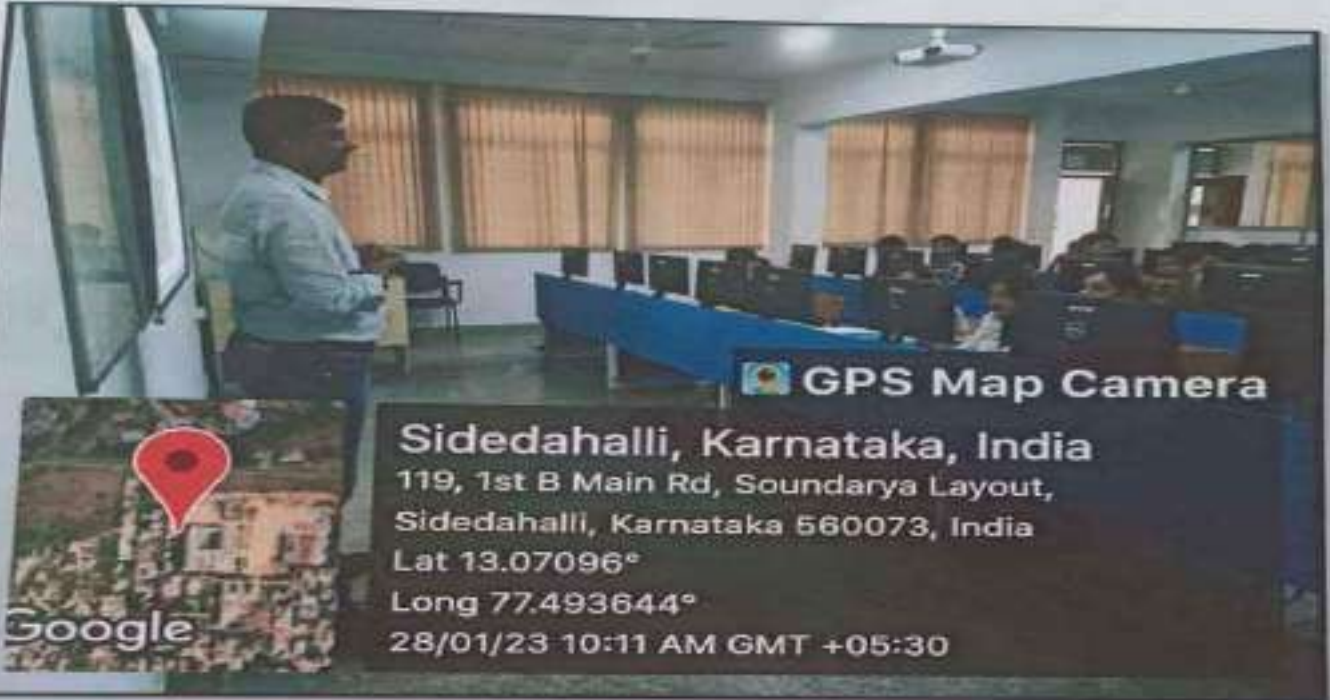 GPS Map Camera
Sidedahalli, Karnataka, India
119, 1st B Main Rd, Soundarya Layout,
Sidedahalli, Karnataka 560073, India
Lat 13.07096°
Long 77.493644°
28/01/23 10:11 AM GMT +05:30
Google